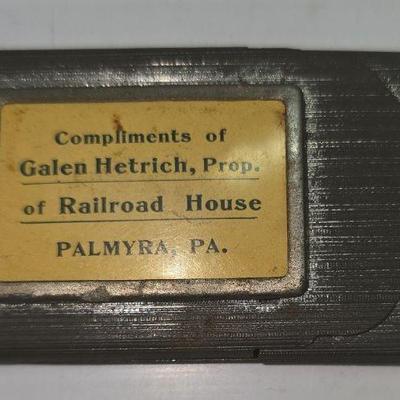 Compliments of
Galen Hetrich, Prop.
of Railroad House
PALMYRA, PA.